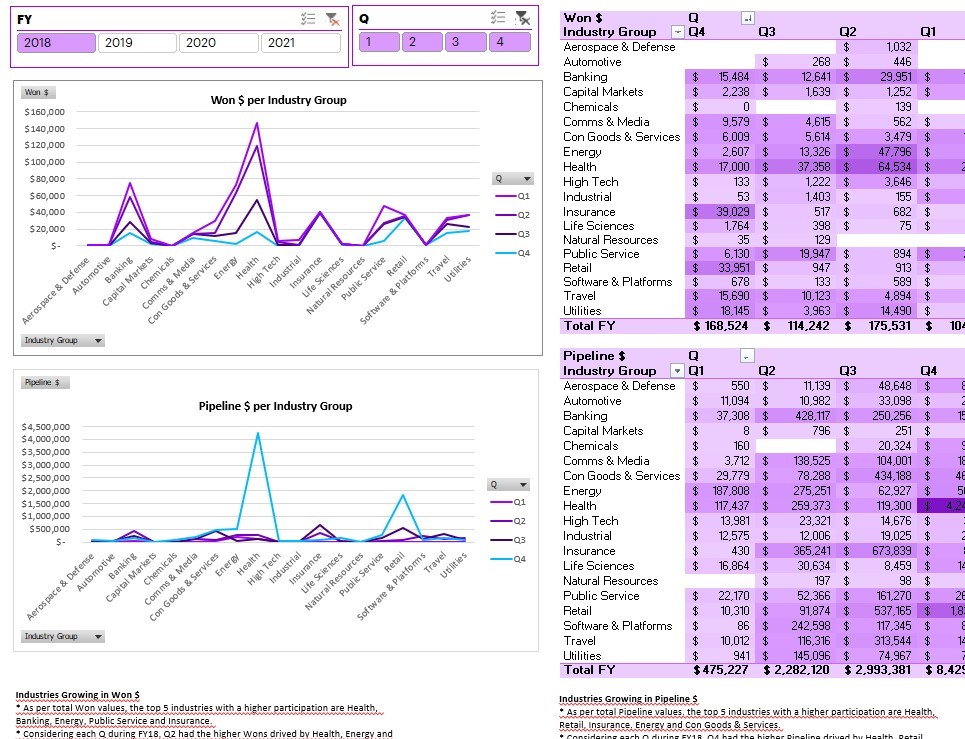 FY
2018 2019 2020 2021
Q
1 2 3 4
Won $
Won $ per Industry Group
$160,000
$140,000
$120,000
$100,000
$80,000
$60,000
$40,000
$20,000
$-
Aerospace & Defense
Automotive
Banking
Capital Markets
Chemicals
Comms & Media
Con Goods & Services
Energy
Health
High Tech
Industrial
Insurance
Life Sciences
Natural Resources
Public Service
Retail
Software & Platforms
Travel
Utilities
Q
Q1
Q2
Q3
Q4
Industry Group
Pipeline $
Pipeline $ per Industry Group
$4,500,000
$4,000,000
$3,500,000
$3,000,000
$2,500,000
$2,000,000
$1,500,000
$1,000,000
$500,000
$-
Aerospace & Defense
Automotive
Banking
Capital Markets
Chemicals
Comms & Media
Con Goods & Services
Energy
Health
High Tech
Industrial
Insurance
Life Sciences
Natural Resources
Public Service
Retail
Software & Platforms
Travel
Utilities
Q
Q1
Q2
Q3
Q4
Industry Group
Industries Growing in Won $
* As per total Won values, the top 5 industries with a higher participation are Health,
Banking, Energy, Public Service and Insurance.
* Considering each Q during FY18, Q2 had the higher Wons drived by Health, Energy and
Won $ Q
Industry Group Q4 Q3 Q2 Q1
Aerospace & Defense $ 1,032
Automotive $ 268 $ 446
Banking $ 15,484 $ 12,641 $ 29,951 $
Capital Markets $ 2,238 $ 1,639 $ 1,252 $
Chemicals $ 0 $ 139
Comms & Media $ 9,579 $ 4,615 $ 562 $
Con Goods & Services $ 6,009 $ 5,614 $ 3,479 $
Energy $ 2,607 $ 13,326 $ 47,796 $
Health $ 17,000 $ 37,358 $ 64,534 $ 2
High Tech $ 133 $ 1,222 $ 3,646 $
Industrial $ 53 $ 1,403 $ 155 $
Insurance $ 39,029 $ 517 $ 682 $
Life Sciences $ 1,764 $ 398 $ 75 $
Natural Resources $ 35 $ 129
Public Service $ 6,130 $ 19,947 $ 894 $
Retail $ 33,951 $ 947 $ 913 $
Software & Platforms $ 678 $ 133 $ 589 $
Travel $ 15,690 $ 10,123 $ 4,894 $
Utilities $ 18,145 $ 3,963 $ 14,490 $
Total FY $ 168,524 $ 114,242 $ 175,531 $ 104
Pipeline $ Q
Industry Group Q1 Q2 Q3 Q4
Aerospace & Defense $ 550 $ 11,139 $ 48,648 $
Automotive $ 11,094 $ 10,982 $ 33,098 $
Banking $ 37,308 $ 428,117 $ 250,256 $
Capital Markets $ 8 $ 796 $ 251 $
Chemicals $ 160 $ 20,324 $
Comms & Media $ 3,712 $ 138,525 $ 104,001 $
Con Goods & Services $ 29,779 $ 78,288 $ 434,188 $
Energy $ 187,808 $ 275,251 $ 62,927 $
Health $ 117,437 $ 259,373 $ 119,300 $ 4,24
High Tech $ 13,981 $ 23,321 $ 14,676 $
Industrial $ 12,575 $ 12,006 $ 19,025 $
Insurance $ 430 $ 365,241 $ 673,839 $
Life Sciences $ 16,864 $ 30,634 $ 8,459 $
Natural Resources $ 197 $ 98 $
Public Service $ 22,170 $ 52,366 $ 161,270 $
Retail $ 10,310 $ 91,874 $ 537,165 $
Software & Platforms $ 86 $ 242,598 $ 117,345 $
Travel $ 10,012 $ 116,316 $ 313,544 $
Utilities $ 941 $ 145,096 $ 74,967 $
Total FY $ 475,227 $ 2,282,120 $ 2,993,381 $ 8,429
Industries Growing in Pipeline $
* As per total Pipeline values, the top 5 industries with a higher participation are Health,
Retail, Insurance, Energy and Con Goods & Services.
* Considering each Q during FY18, Q4 had the higher Pipeline drived by Health, Retail